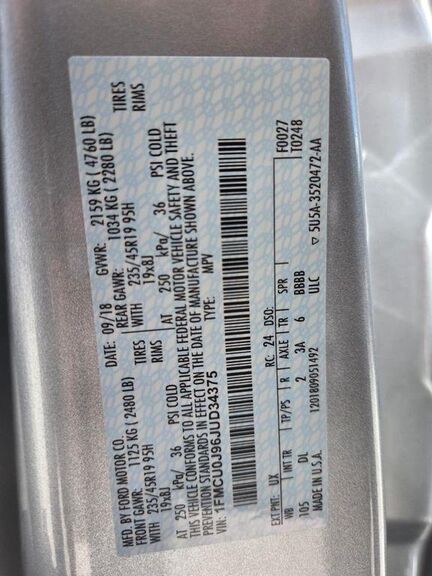 MFD. BY FORD MOTOR CO.
DATE: 09/18 GVWR: 2159 KG ( 4760 LB)
FRONT GAWR: 1125 KG ( 2480 LB) REAR GAWR: 1034 KG ( 2280 LB)
WITH 235/45R19 95H TIRES WITH 235/45R19 95H TIRES
19x8J RIMS 19x8J RIMS
AT 250 kPa/ 36 PSI COLD AT 250 kPa/ 36 PSI COLD
THIS VEHICLE CONFORMS TO ALL APPLICABLE FEDERAL MOTOR VEHICLE SAFETY AND THEFT
PREVENTION STANDARDS IN EFFECT ON THE DATE OF MANUFACTURE SHOWN ABOVE.
VIN: 1FMCU0J96JUD34375 TYPE: MPV
F0027
T0248
EXT PNT: UX RC: 24 DSO:
WB INT TR TP/PS R AXLE TR SPR
105 DL 2 3A 6 BBBB
MADE IN U.S.A. 1201809051492 ULC ▽ 5U5A-3520472-AA